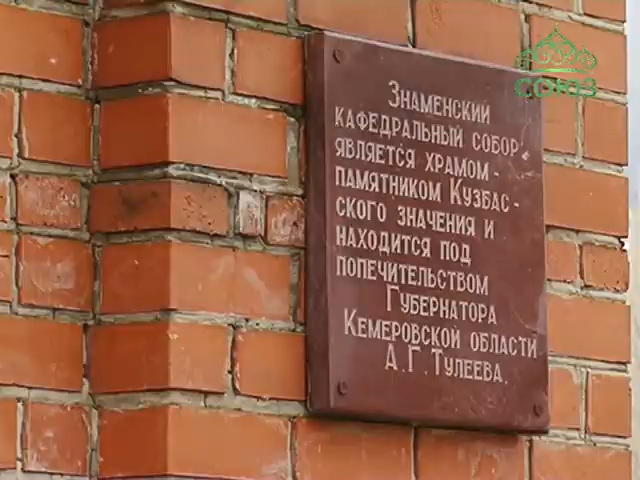 СОЮЗ
Знаменский
кафедральный собор
является храмом-
памятником Кузбас-
ского значения и
находится под
попечительством
Губернатора
Кемеровской области
А.Г.Тулеева.